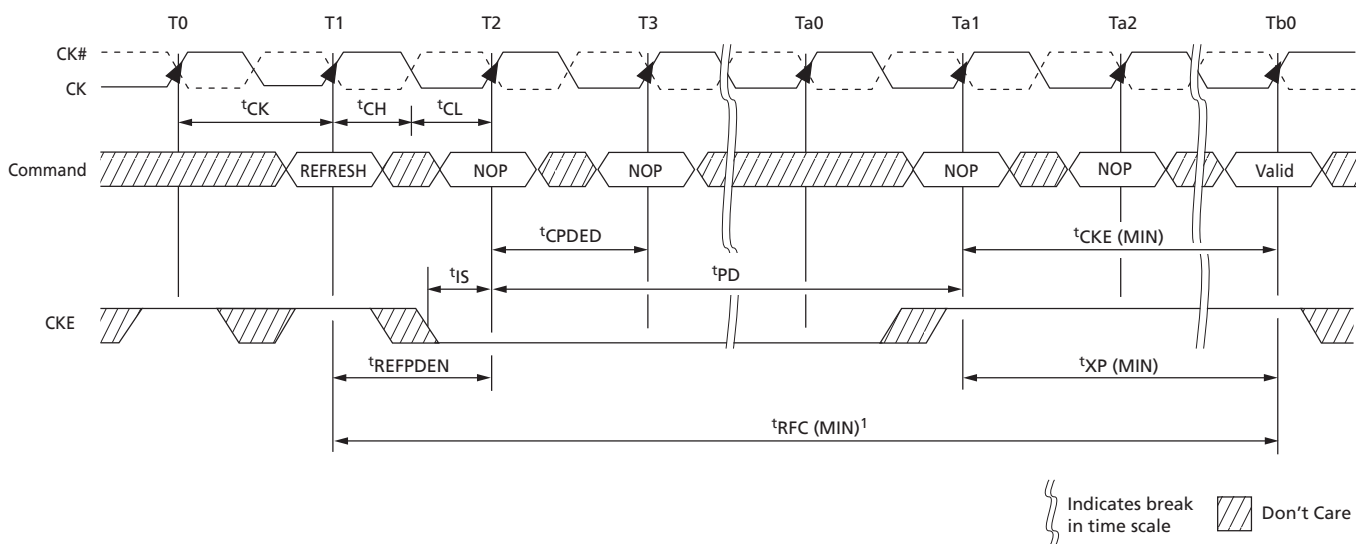 T0 T1 T2 T3 Ta0 Ta1 Ta2 Tb0
CK#
CK
tCK tCH tCL
Command REFRESH NOP NOP NOP NOP Valid
tCPDED tCKE (MIN)
tIS tPD
CKE
tREFPDEN tXP (MIN)
tRFC (MIN)1
Indicates break
in time scale
Don't Care